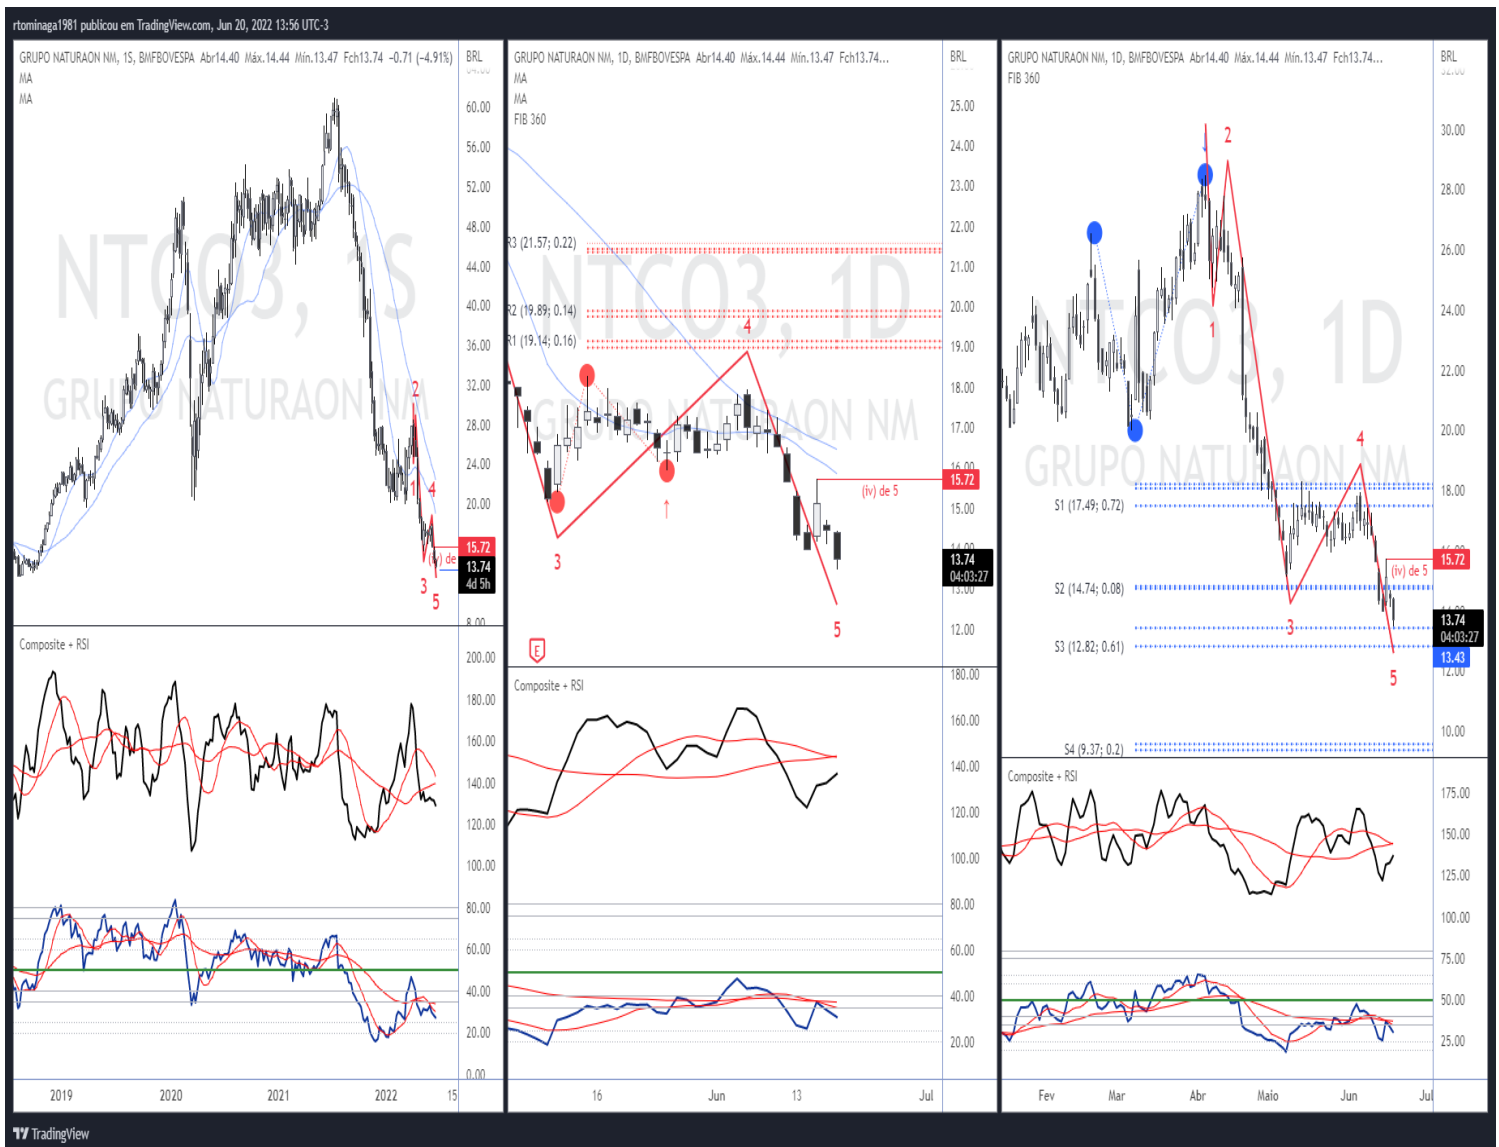 rtominaga1981 publicou em TradingView.com, Jun 20, 2022 13:56 UTC-3
GRUPO NATURAON NM, 1S, BMFBOVESPA Abr14.40 Máx.14.44 Mín.13.47 Fch13.74 −0.71 (−4.91%)
BRL
MA
MA
60.00
56.00
52.00
48.00
44.00
40.00
36.00
32.00
28.00
24.00
20.00
15.72
13.74
4d 5h
8.00
NTCO3, 1S
GRUPO NATURAON NM
2
1
4
(iv) de
3
5
Composite + RSI
200.00
180.00
160.00
140.00
120.00
100.00
80.00
60.00
40.00
20.00
0.00
2019
2020
2021
2022
15
GRUPO NATURAON NM, 1D, BMFBOVESPA Abr14.40 Máx.14.44 Mín.13.47 Fch13.74...
BRL
MA
MA
FIB 360
25.00
24.00
23.00
22.00
21.00
20.00
19.00
18.00
17.00
16.00
15.72
15.00
14.00
13.74
04:03:27
12.00
NTCO3, 1D
GRUPO NATURAON NM
R3 (21.57; 0.22)
R2 (19.89; 0.14)
R1 (19.14; 0.16)
4
(iv) de 5
3
5
E
Composite + RSI
180.00
160.00
140.00
120.00
100.00
80.00
60.00
40.00
20.00
16
Jun
13
Jul
GRUPO NATURAON NM, 1D, BMFBOVESPA Abr14.40 Máx.14.44 Mín.13.47 Fch13.74...
BRL
FIB 360
32.00
30.00
28.00
26.00
24.00
22.00
20.00
18.00
15.72
13.74
04:03:27
13.43
12.00
10.00
NTCO3, 1D
GRUPO NATURAON NM
2
1
4
S1 (17.49; 0.72)
(iv) de 5
S2 (14.74; 0.08)
3
S3 (12.82; 0.61)
5
S4 (9.37; 0.2)
Composite + RSI
175.00
150.00
125.00
100.00
75.00
50.00
25.00
Fev
Mar
Abr
Maio
Jun
Jul
TradingView